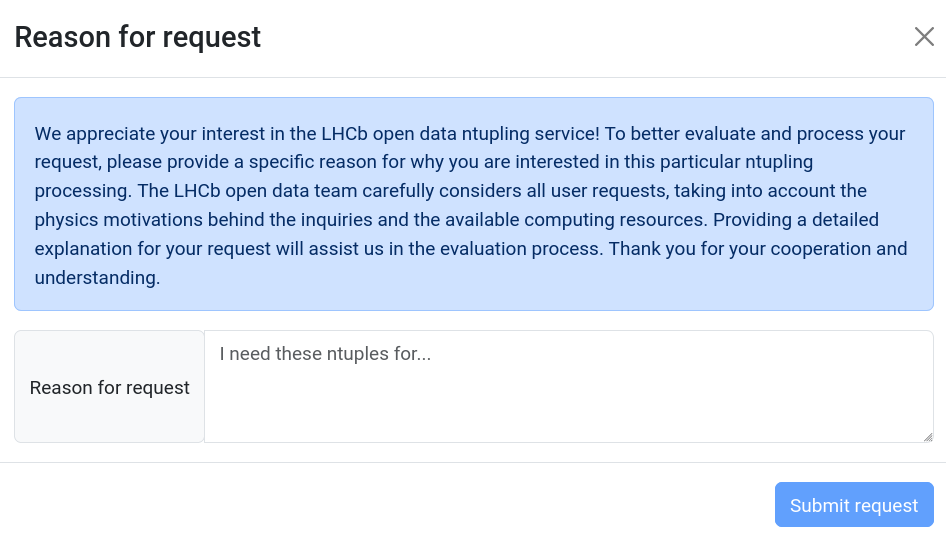 Reason for request
We appreciate your interest in the LHCb open data ntupling service! To better evaluate and process your
request, please provide a specific reason for why you are interested in this particular ntupling
processing. The LHCb open data team carefully considers all user requests, taking into account the
physics motivations behind the inquiries and the available computing resources. Providing a detailed
explanation for your request will assist us in the evaluation process. Thank you for your cooperation and
understanding.
I need these ntuples for...
Reason for request
Submit request